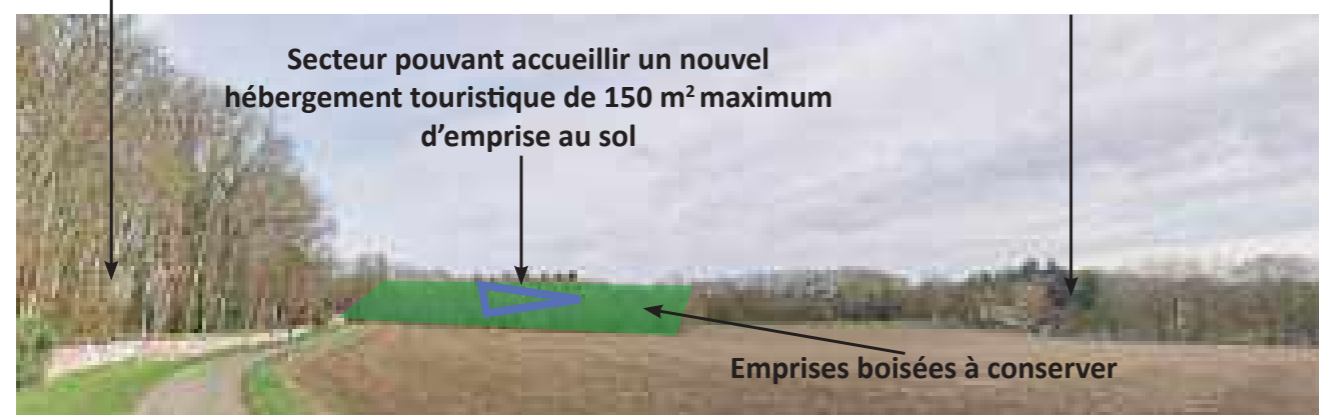 Secteur pouvant accueillir un nouvel
hébergement touristique de 150 m² maximum
d'emprise au sol
Emprises boisées à conserver